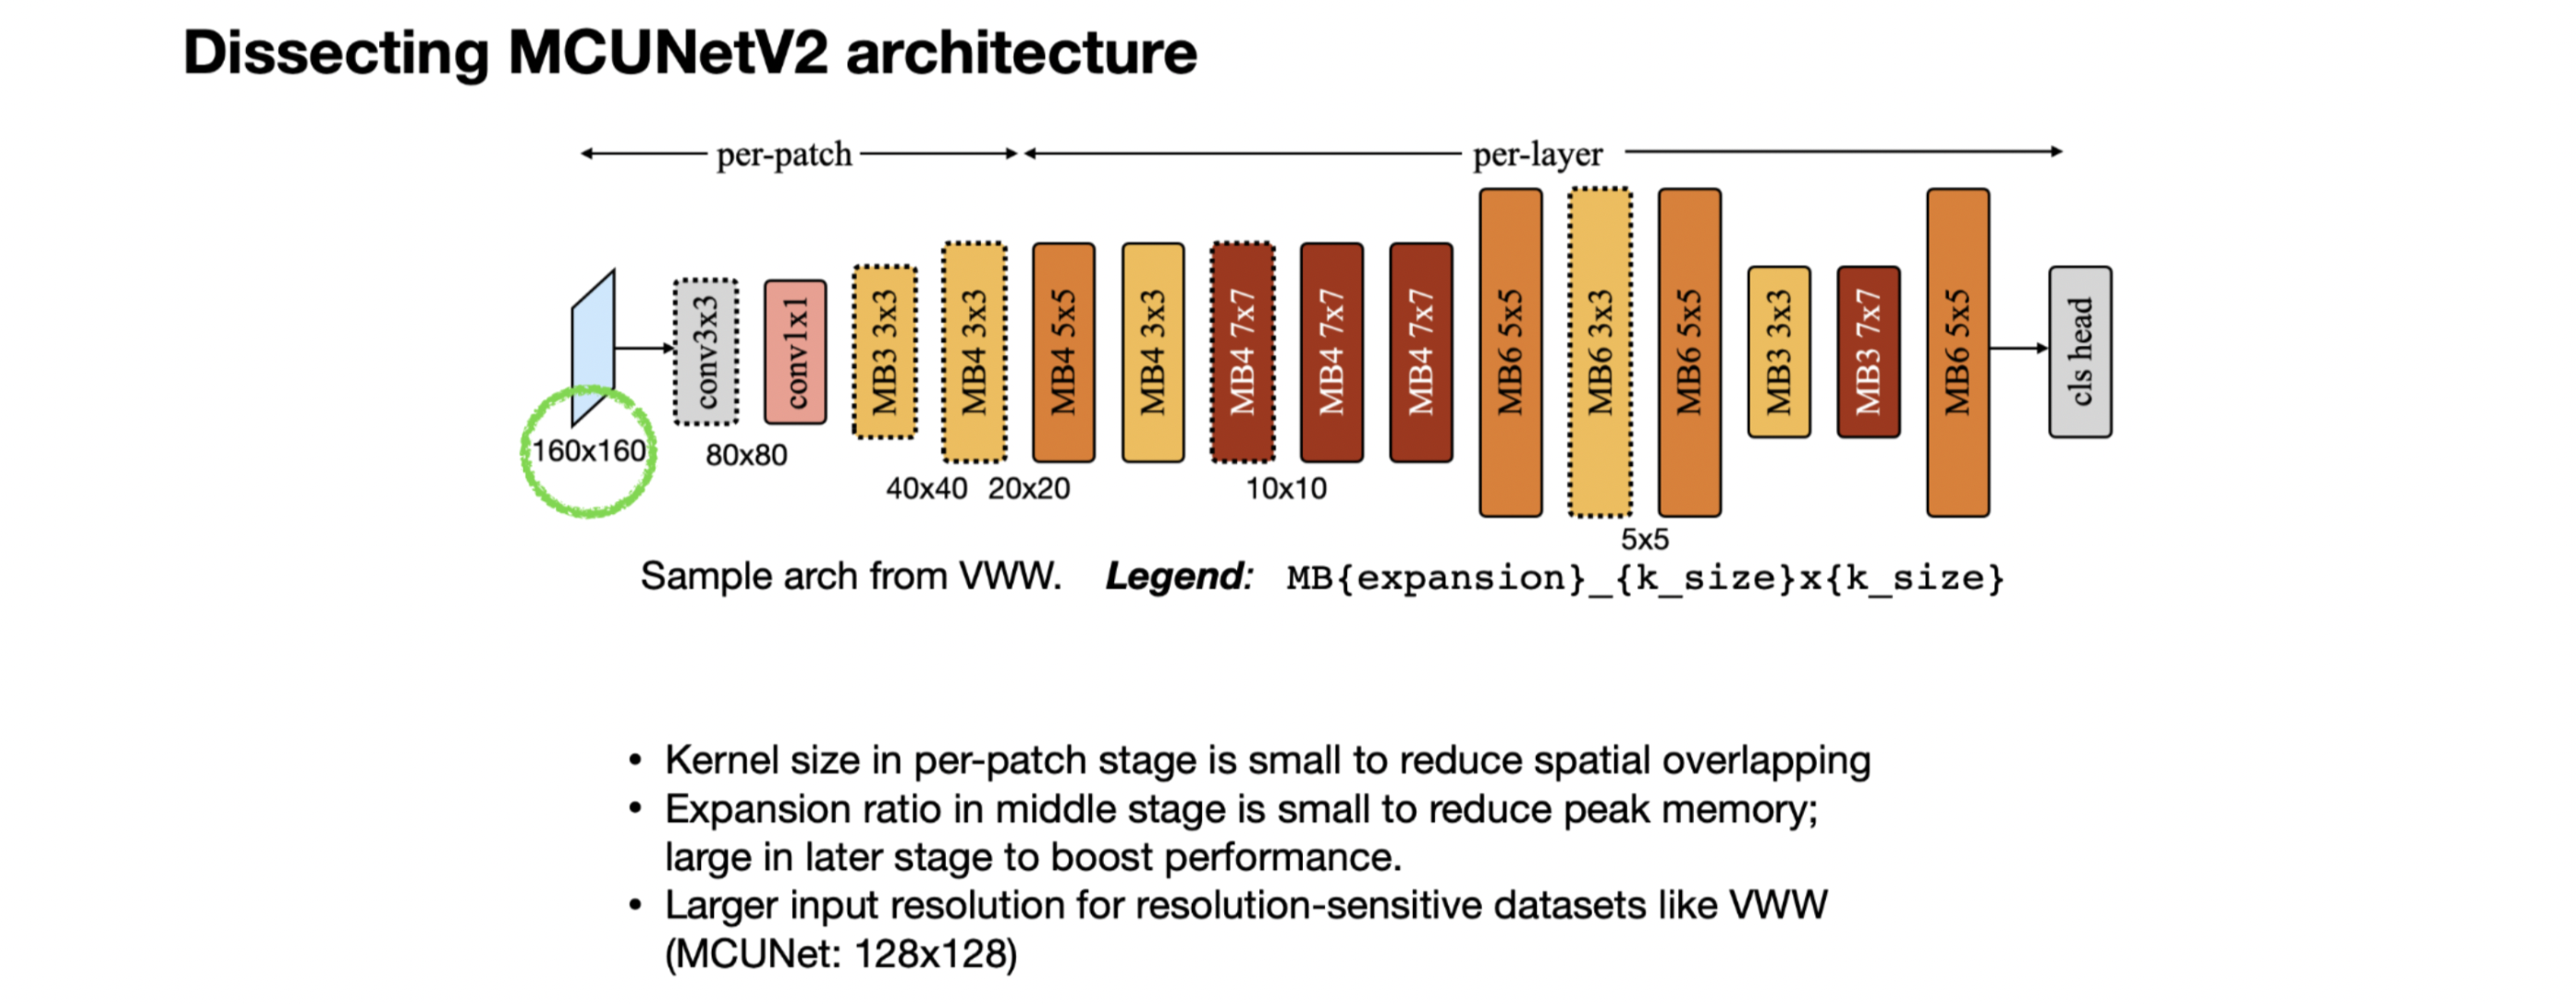 Dissecting MCUNetV2 architecture
per-patch
per-layer
160x160
conv3x3
80x80
conv1x1
MB3 3x3
40x40
MB4 3x3
20x20
MB4 5x5
MB4 3x3
MB4 7x7
10x10
MB4 7x7
MB4 7x7
MB6 5x5
MB6 3x3
5x5
MB6 5x5
MB3 3x3
MB3 7x7
MB6 5x5
cls head
Sample arch from VWW. Legend: MB{expansion}_{k_size}x{k_size}
• Kernel size in per-patch stage is small to reduce spatial overlapping
• Expansion ratio in middle stage is small to reduce peak memory;
large in later stage to boost performance.
• Larger input resolution for resolution-sensitive datasets like VWW
(MCUNet: 128x128)